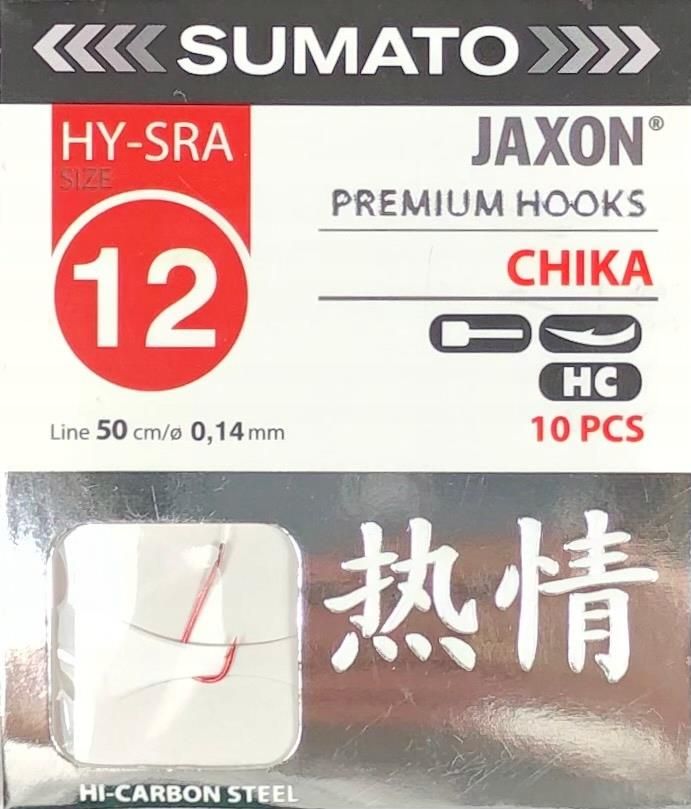 SUMATO
HY-SRA
SIZE
12
JAXON®
PREMIUM HOOKS
CHIKA
HC
10 PCS
Line 50 cm/ø 0,14 mm
热情
HI-CARBON STEEL